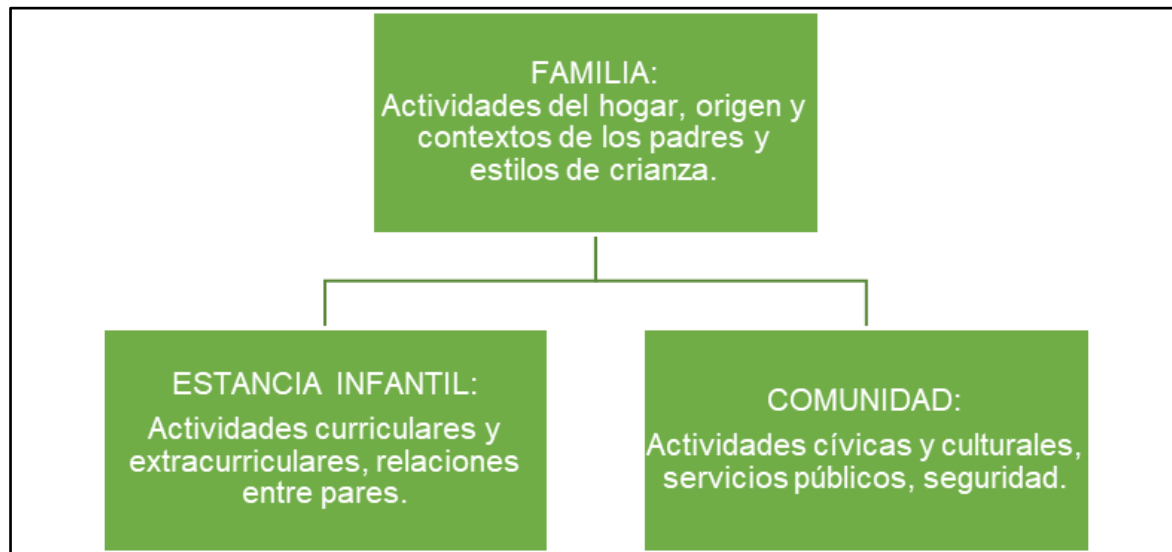 FAMILIA:
Actividades del hogar, origen y
contextos de los padres y
estilos de crianza.
ESTANCIA INFANTIL:
Actividades curriculares y
extracurriculares, relaciones
entre pares.
COMUNIDAD:
Actividades cívicas y culturales,
servicios públicos, seguridad.